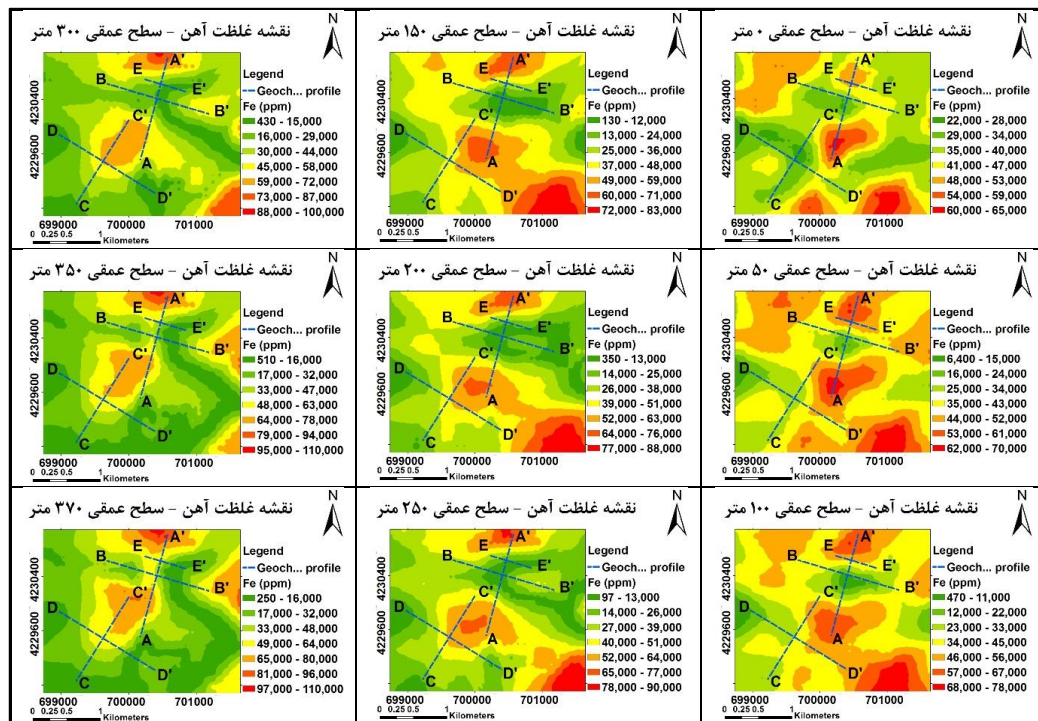 نقشه غلظت آهن - سطح عمقی ۰ متر
N
A'
E
B
E'
B'
C'
D
A
D'
C
4230400
4229600
699000 700000 701000
0 0.25 0.5 1
Kilometers
Legend
Geoch... profile
Fe (ppm)
22,000 - 28,000
29,000 - 34,000
35,000 - 40,000
41,000 - 47,000
48,000 - 53,000
54,000 - 59,000
60,000 - 65,000
نقشه غلظت آهن - سطح عمقی ۱۵۰ متر
N
A'
E
B
E'
B'
C'
D
A
D'
C
4230400
4229600
699000 700000 701000
0 0.25 0.5 1
Kilometers
Legend
Geoch... profile
Fe (ppm)
130 - 12,000
13,000 - 24,000
25,000 - 36,000
37,000 - 48,000
49,000 - 59,000
60,000 - 71,000
72,000 - 83,000
نقشه غلظت آهن - سطح عمقی ۳۰۰ متر
N
A'
E
B
E'
B'
C'
D
A
D'
C
4230400
4229600
699000 700000 701000
0 0.25 0.5 1
Kilometers
Legend
Geoch... profile
Fe (ppm)
430 - 15,000
16,000 - 29,000
30,000 - 44,000
45,000 - 58,000
59,000 - 72,000
73,000 - 87,000
88,000 - 100,000
نقشه غلظت آهن - سطح عمقی ۵۰ متر
N
A'
E
B
E'
B'
C'
D
A
D'
C
4230400
4229600
699000 700000 701000
0 0.25 0.5 1
Kilometers
Legend
Geoch... profile
Fe (ppm)
6,400 - 15,000
16,000 - 24,000
25,000 - 34,000
35,000 - 43,000
44,000 - 52,000
53,000 - 61,000
62,000 - 70,000
نقشه غلظت آهن - سطح عمقی ۲۰۰ متر
N
A'
E
B
E'
B'
C'
D
A
D'
C
4230400
4229600
699000 700000 701000
0 0.25 0.5 1
Kilometers
Legend
Geoch... profile
Fe (ppm)
350 - 13,000
14,000 - 25,000
26,000 - 38,000
39,000 - 51,000
52,000 - 63,000
64,000 - 76,000
77,000 - 88,000
نقشه غلظت آهن - سطح عمقی ۳۵۰ متر
N
A'
E
B
E'
B'
C'
D
A
D'
C
4230400
4229600
699000 700000 701000
0 0.25 0.5 1
Kilometers
Legend
Geoch... profile
Fe (ppm)
510 - 16,000
17,000 - 32,000
33,000 - 47,000
48,000 - 63,000
64,000 - 78,000
79,000 - 94,000
95,000 - 110,000
نقشه غلظت آهن - سطح عمقی ۱۰۰ متر
N
A'
E
B
E'
B'
C'
D
A
D'
C
4230400
4229600
699000 700000 701000
0 0.25 0.5 1
Kilometers
Legend
Geoch... profile
Fe (ppm)
470 - 11,000
12,000 - 22,000
23,000 - 33,000
34,000 - 45,000
46,000 - 56,000
57,000 - 67,000
68,000 - 78,000
نقشه غلظت آهن - سطح عمقی ۲۵۰ متر
N
A'
E
B
E'
B'
C'
D
A
D'
C
4230400
4229600
699000 700000 701000
0 0.25 0.5 1
Kilometers
Legend
Geoch... profile
Fe (ppm)
97 - 13,000
14,000 - 26,000
27,000 - 39,000
40,000 - 51,000
52,000 - 64,000
65,000 - 77,000
78,000 - 90,000
نقشه غلظت آهن - سطح عمقی ۳۷۰ متر
N
A'
E
B
E'
B'
C'
D
A
D'
C
4230400
4229600
699000 700000 701000
0 0.25 0.5 1
Kilometers
Legend
Geoch... profile
Fe (ppm)
250 - 16,000
17,000 - 32,000
33,000 - 48,000
49,000 - 64,000
65,000 - 80,000
81,000 - 96,000
97,000 - 110,000